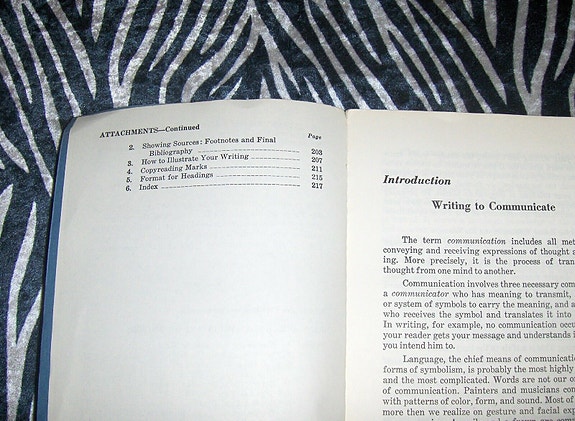 ATTACHMENTS—Continued
Page
2. Showing Sources: Footnotes and Final
Bibliography 203
3. How to Illustrate Your Writing 207
4. Copyreading Marks 211
5. Format for Headings 215
6. Index 217
Introduction
Writing to Communicate
The term communication includes all
conveying and receiving expressions of thought
ing. More precisely, it is the process of
thought from one mind to another.
Communication involves three necessary
a communicator who has meaning to transmit,
or system of symbols to carry the meaning, and
who receives the symbol and translates it into
In writing, for example, no communication
your reader gets your message and understands
you intend him to.
Language, the chief means of
forms of symbolism, is probably the most highly
and the most complicated. Words are not our
of communication. Painters and musicians
with patterns of color, form, and sound. Most of
more then we realize on gesture and facial